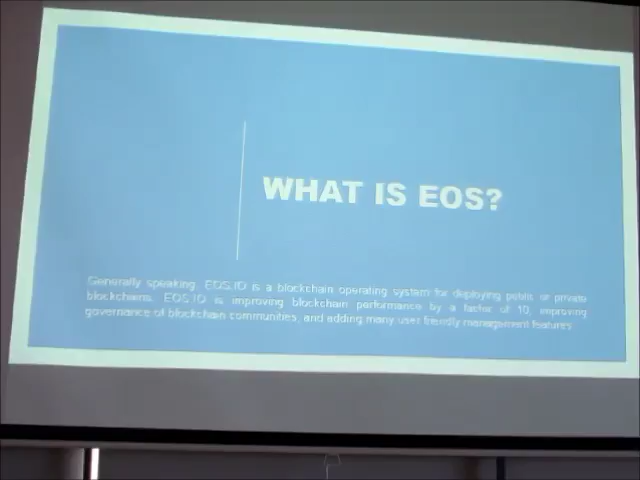 WHAT IS EOS?
Generally speaking, EOS.IO is a blockchain operating system for deploying public or private
blockchains. EOS.IO is improving blockchain performance by a factor of 10, improving
governance of blockchain communities, and adding many user friendly management features.